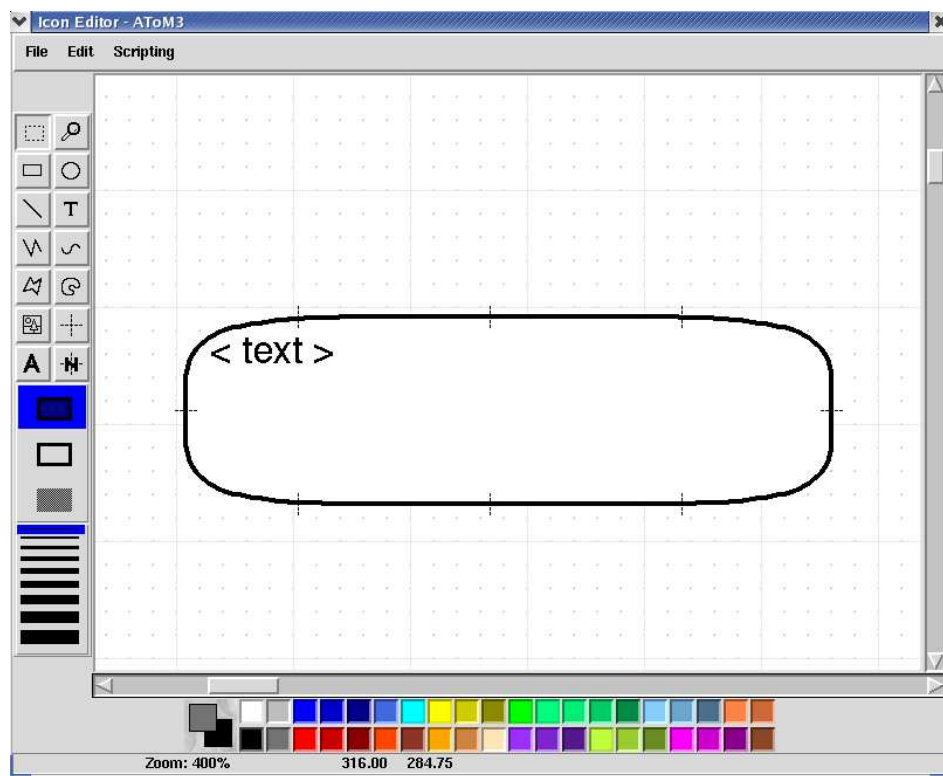 Icon Editor - AToM3
File Edit Scripting
T
A N
< text >
Zoom: 400% 316.00 284.75